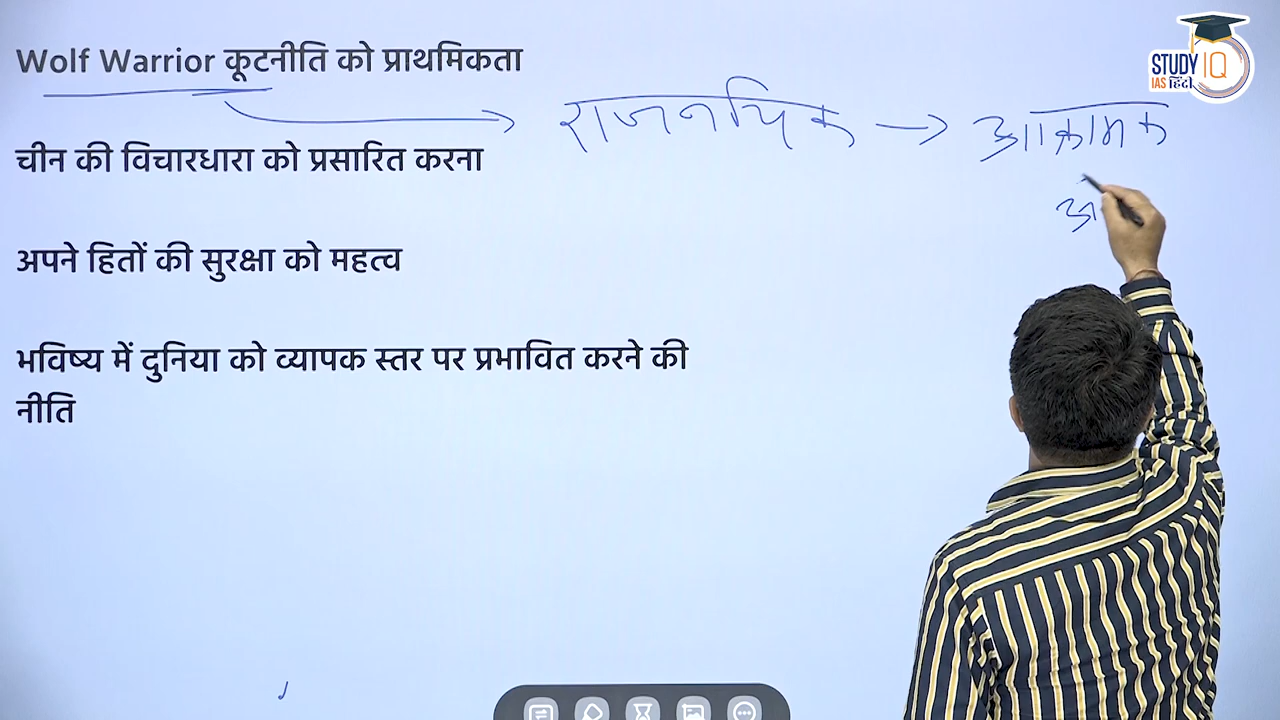 Wolf Warrior कूटनीति को प्राथमिकता
STUDY IQ
IAS हिंदी
राजनयिक → आक्रामक
चीन की विचारधारा को प्रसारित करना
अपने हितों की सुरक्षा को महत्व
भविष्य में दुनिया को व्यापक स्तर पर प्रभावित करने की
नीति